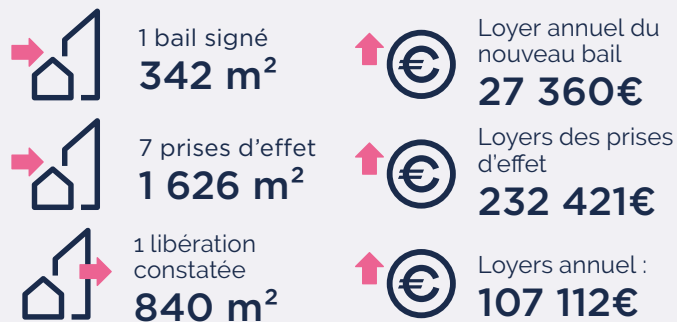 1 bail signé
342 m²
Loyer annuel du
nouveau bail
27 360€
7 prises d’effet
1 626 m²
Loyers des prises
d’effet
232 421€
1 libération
constatée
840 m²
Loyers annuel :
107 112€